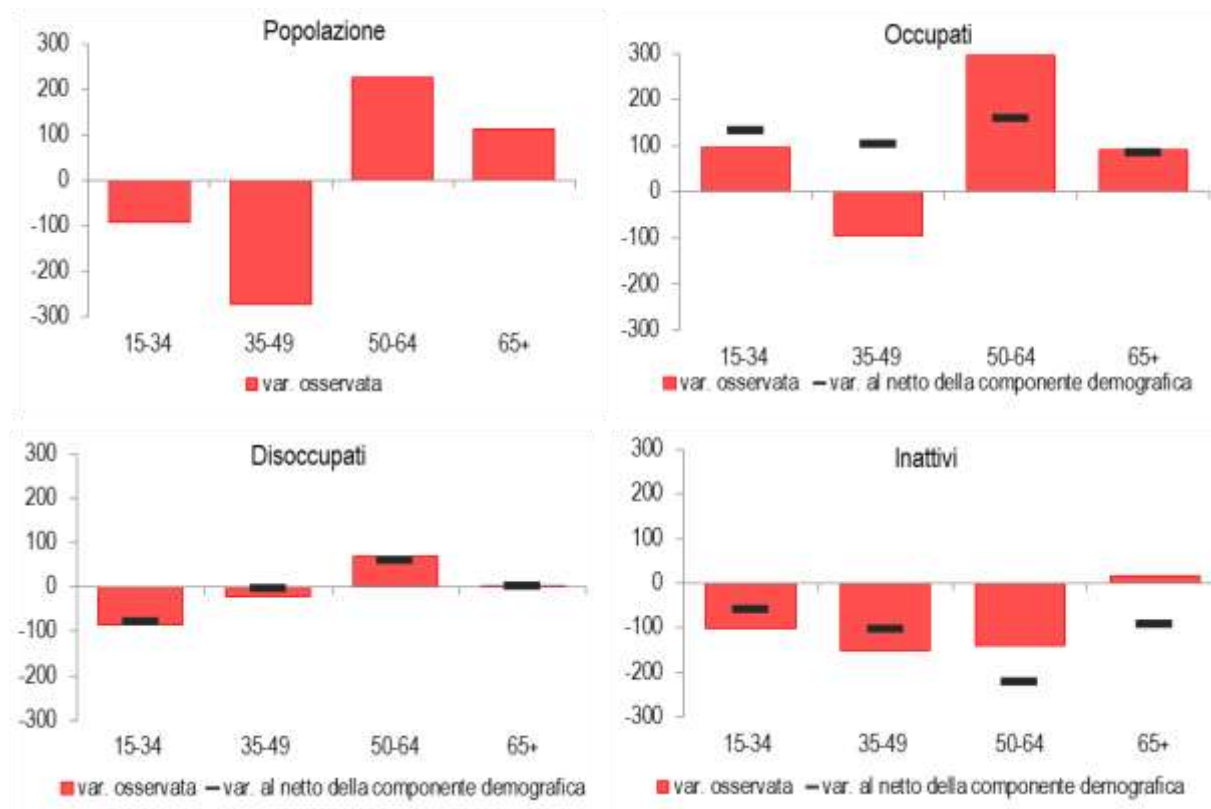 Popolazione
300
200
100
0
-100
-200
-300
15-34 35-49 50-64 65+
var. osservata
Occupati
300
200
100
0
-100
-200
-300
15-34 35-49 50-64 65+
var. osservata var. al netto della componente demografica
Disoccupati
300
200
100
0
-100
-200
-300
15-34 35-49 50-64 65+
var. osservata var. al netto della componente demografica
Inattivi
300
200
100
0
-100
-200
-300
15-34 35-49 50-64 65+
var. osservata var. al netto della componente demografica